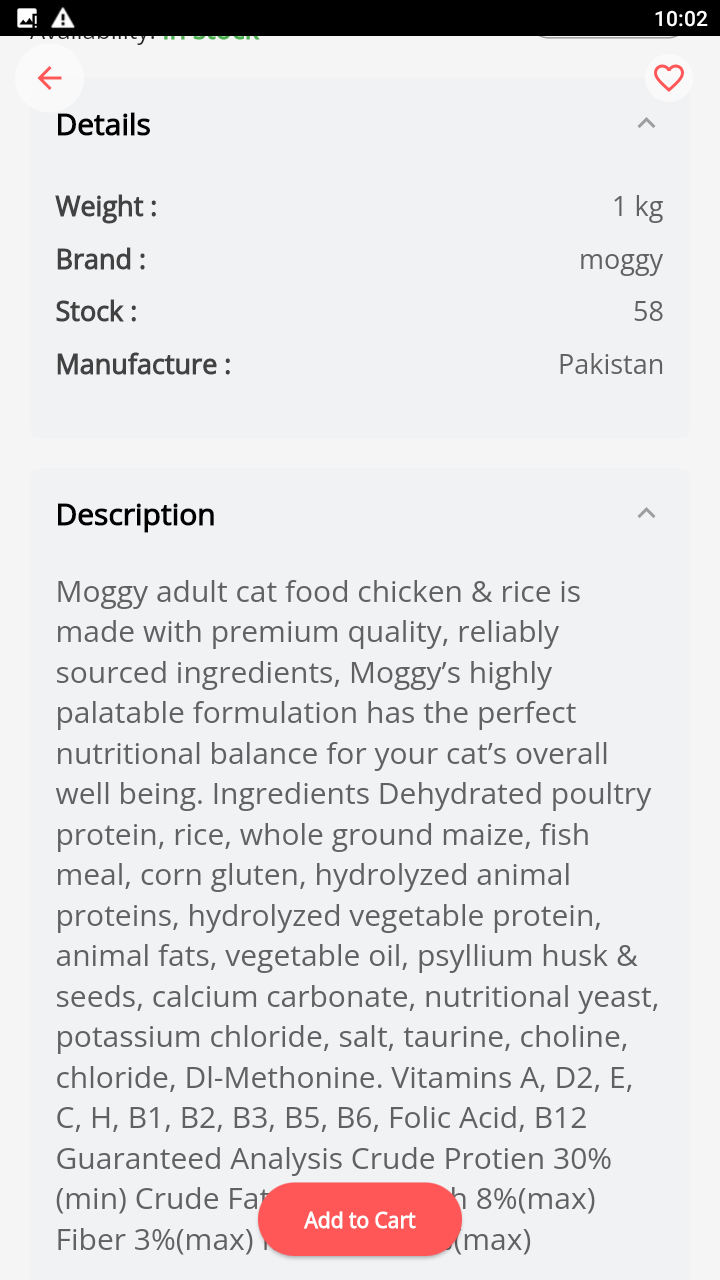 10:02
Availability: In Stock
Details
Weight : 1 kg
Brand : moggy
Stock : 58
Manufacture : Pakistan
Description
Moggy adult cat food chicken & rice is
made with premium quality, reliably
sourced ingredients, Moggy’s highly
palatable formulation has the perfect
nutritional balance for your cat’s overall
well being. Ingredients Dehydrated poultry
protein, rice, whole ground maize, fish
meal, corn gluten, hydrolyzed animal
proteins, hydrolyzed vegetable protein,
animal fats, vegetable oil, psyllium husk &
seeds, calcium carbonate, nutritional yeast,
potassium chloride, salt, taurine, choline,
chloride, Dl-Methonine. Vitamins A, D2, E,
C, H, B1, B2, B3, B5, B6, Folic Acid, B12
Guaranteed Analysis Crude Protien 30%
(min) Crude Fat 8%(max)
Fiber 3%(max) (max)
Add to Cart